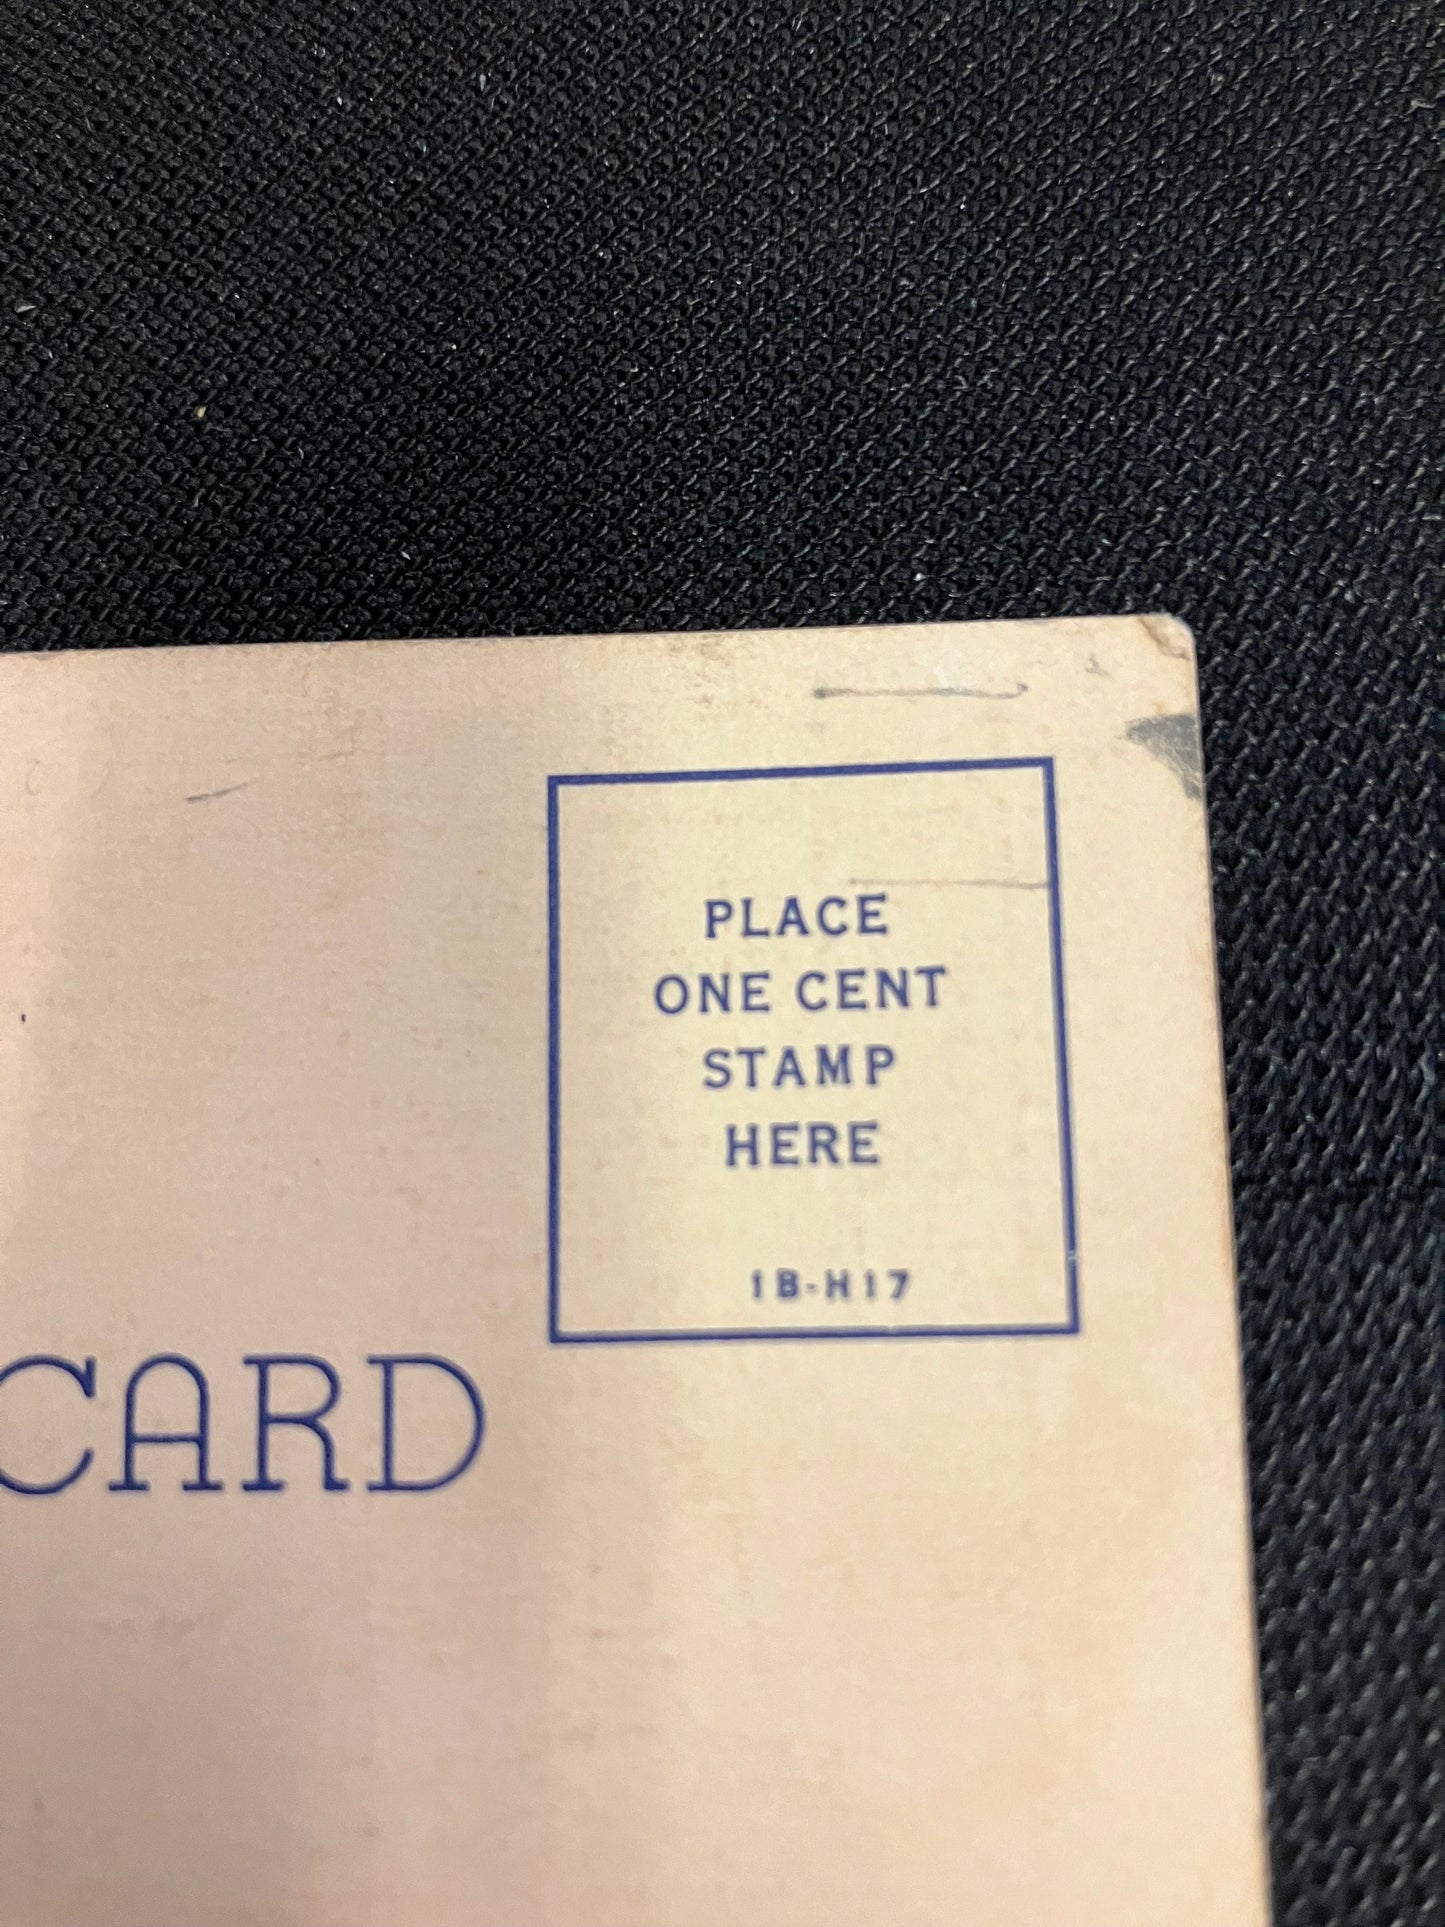 PLACE
ONE CENT
STAMP
HERE
1B-H17
CARD